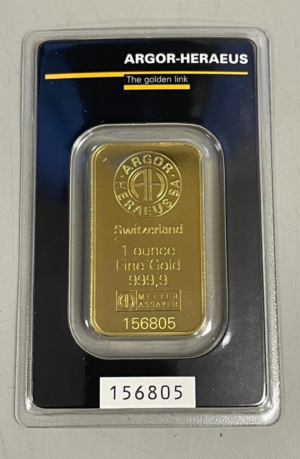 ARGOR-HERAEUS
The golden link
ARGOR·HERAEUS SA
AH
Switzerland
1 ounce
Fine Gold
999,9
MELTER
ASSAYER
156805
156805